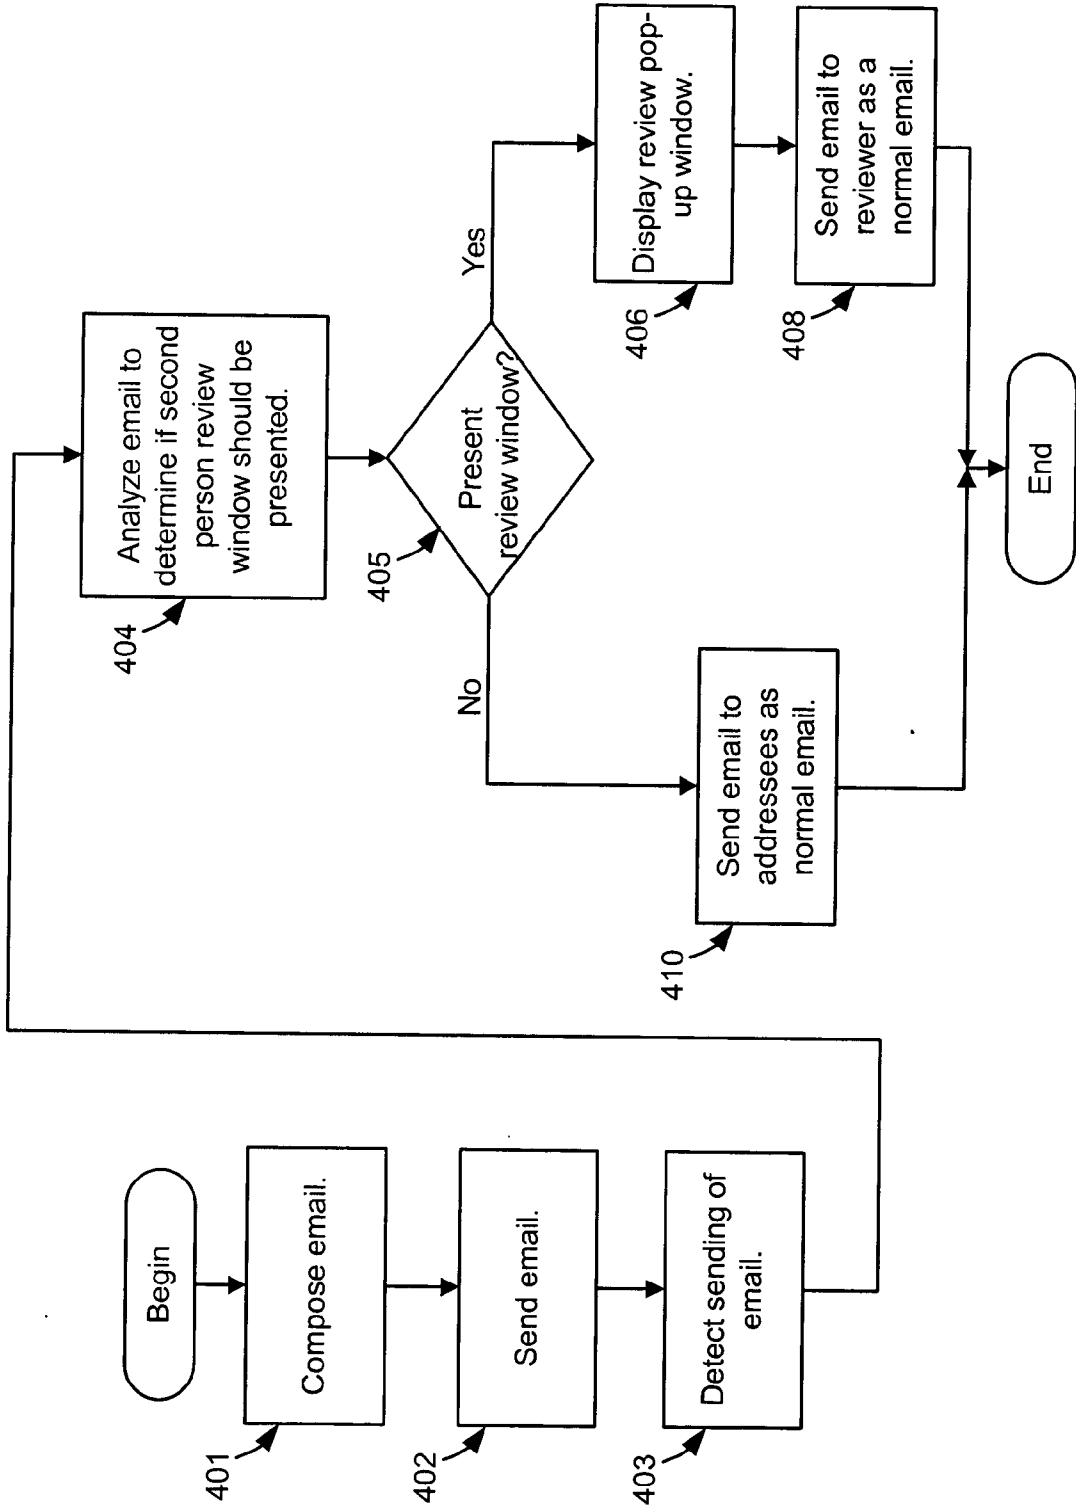 Begin
401
Compose email.
402
Send email.
403
Detect sending of
email.
404
Analyze email to
determine if second
person review
window should be
presented.
405
Present
review window?
No
Yes
410
Send email to
addressees as
normal email.
406
Display review pop-
up window.
408
Send email to
reviewer as a
normal email.
End